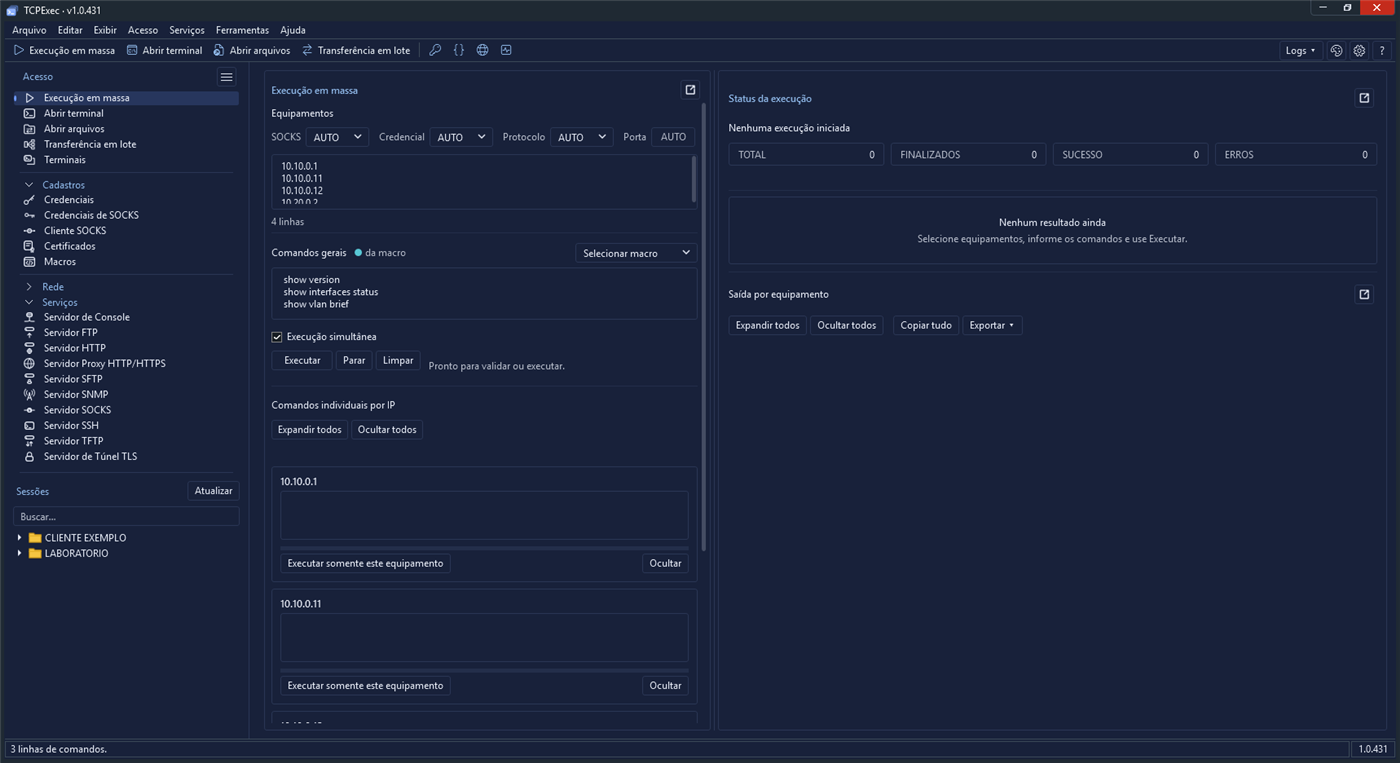 TCPExec · v1.0.431
Arquivo Editar Exibir Acesso Serviços Ferramentas Ajuda
Execução em massa Abrir terminal Abrir arquivos Transferência em lote {} Logs ?
Acesso
Execução em massa
Abrir terminal
Abrir arquivos
Transferência em lote
Terminais
Cadastros
Credenciais
Credenciais de SOCKS
Cliente SOCKS
Certificados
Macros
Rede
Serviços
Servidor de Console
Servidor FTP
Servidor HTTP
Servidor Proxy HTTP/HTTPS
Servidor SFTP
Servidor SNMP
Servidor SOCKS
Servidor SSH
Servidor TFTP
Servidor de Túnel TLS
Sessões Atualizar
Buscar...
CLIENTE EXEMPLO
LABORATORIO
Execução em massa
Equipamentos
SOCKS AUTO Credencial AUTO Protocolo AUTO Porta AUTO
10.10.0.1
10.10.0.11
10.10.0.12
10.20.0.2
4 linhas
Comandos gerais da macro Selecionar macro
show version
show interfaces status
show vlan brief
Execução simultânea
Executar Parar Limpar Pronto para validar ou executar.
Comandos individuais por IP
Expandir todos Ocultar todos
10.10.0.1
Executar somente este equipamento Ocultar
10.10.0.11
Executar somente este equipamento Ocultar
10.10.0.12
Status da execução
Nenhuma execução iniciada
TOTAL 0 FINALIZADOS 0 SUCESSO 0 ERROS 0
Nenhum resultado ainda
Selecione equipamentos, informe os comandos e use Executar.
Saída por equipamento
Expandir todos Ocultar todos Copiar tudo Exportar
3 linhas de comandos. 1.0.431